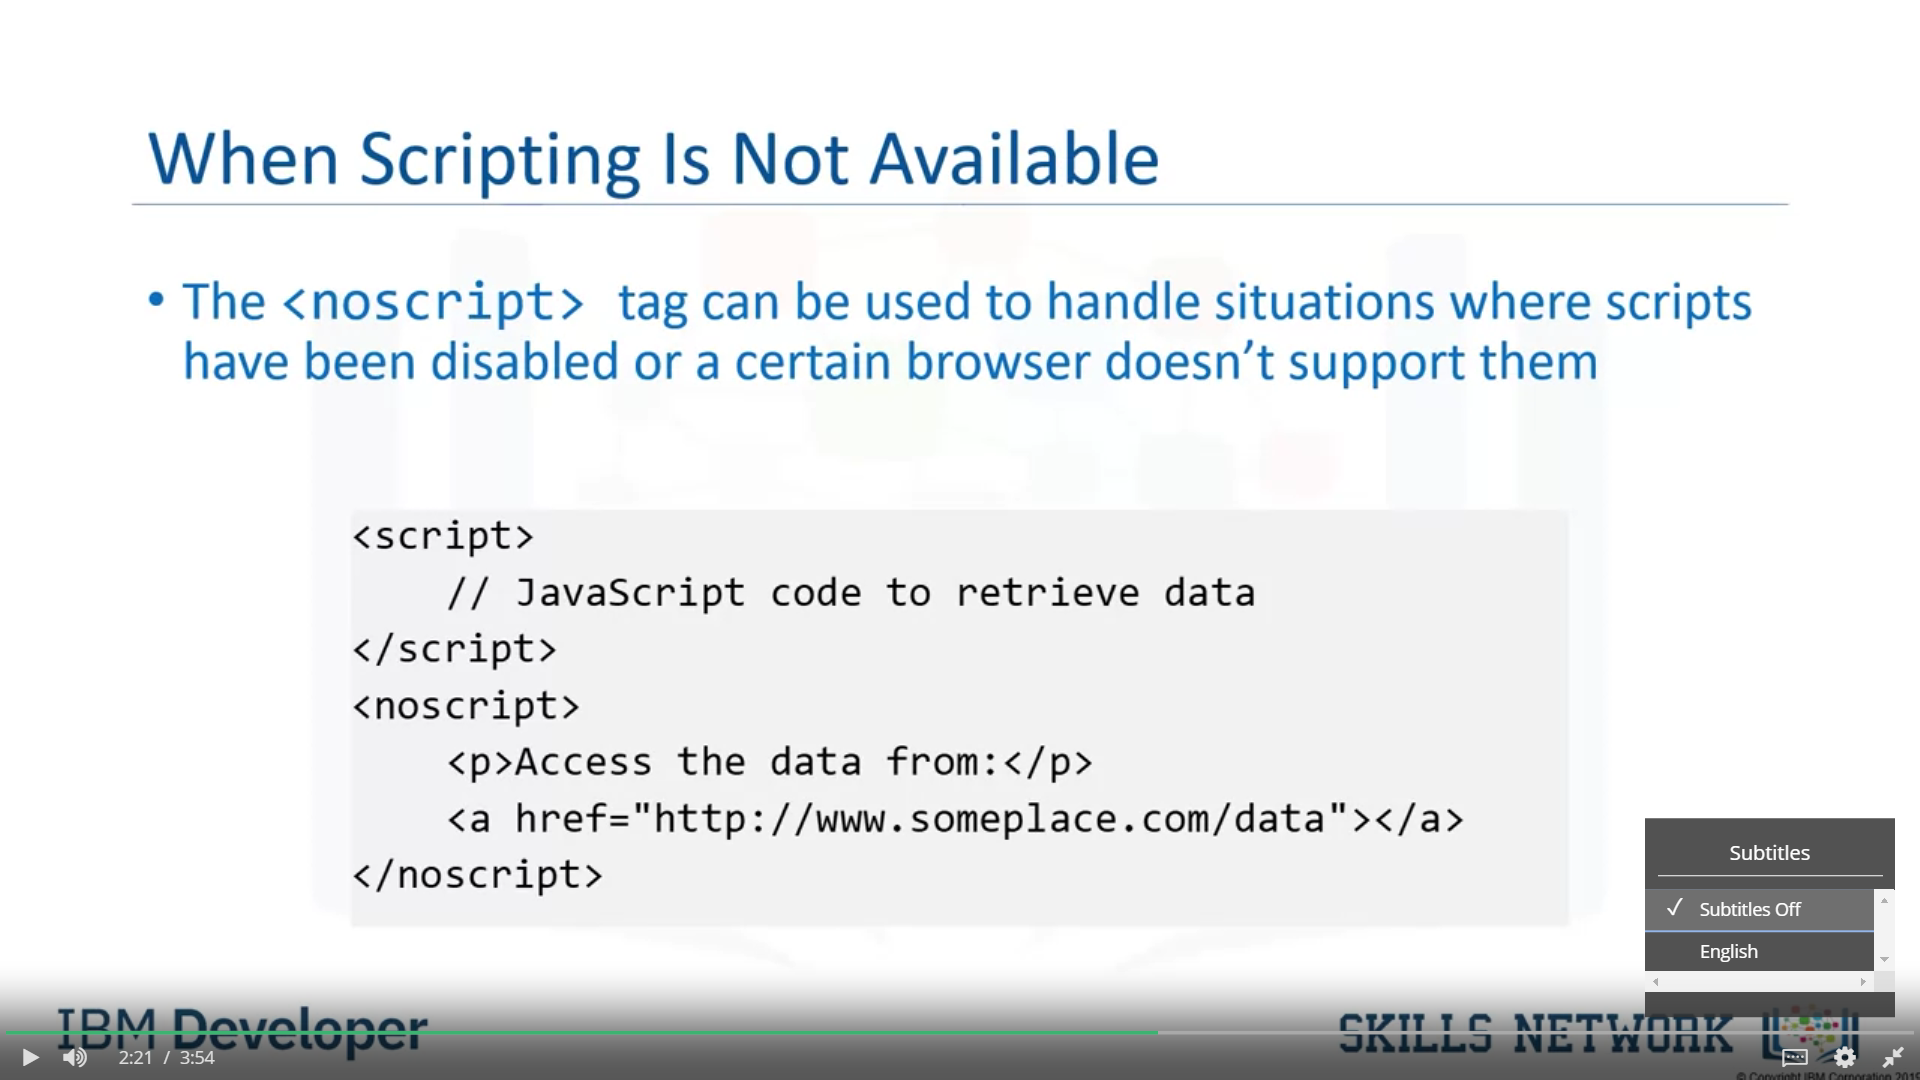 When Scripting Is Not Available
• The <noscript> tag can be used to handle situations where scripts
have been disabled or a certain browser doesn’t support them
<script>
// JavaScript code to retrieve data
</script>
<noscript>
<p>Access the data from:</p>
<a href="http://www.someplace.com/data"></a>
</noscript>
Subtitles
✓ Subtitles Off
English
IBM Developer
SKILLS NETWORK
2:21 / 3:54
© Copyright IBM Corporation 2019